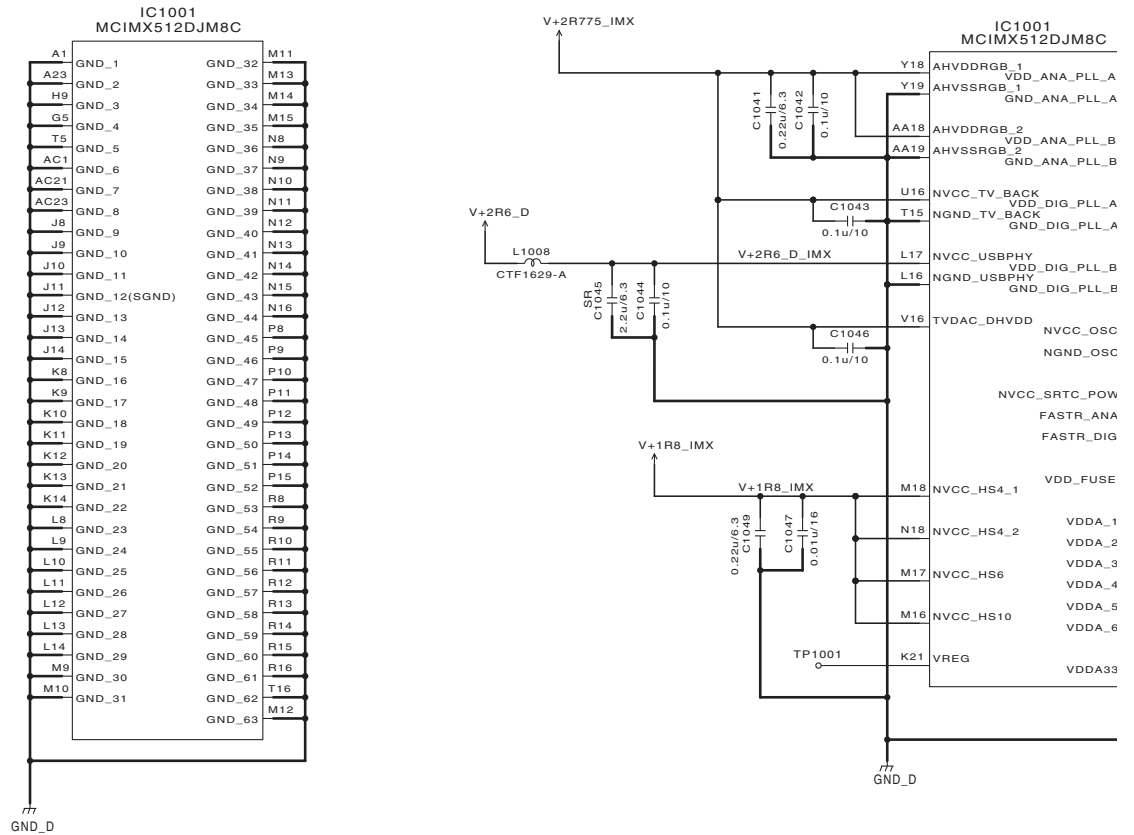 IC1001
MCIMX512DJM8C
A1 GND_1 GND_32 M11
A23 GND_2 GND_33 M13
H9 GND_3 GND_34 M14
G5 GND_4 GND_35 M15
T5 GND_5 GND_36 N8
AC1 GND_6 GND_37 N9
AC21 GND_7 GND_38 N10
AC23 GND_8 GND_39 N11
J8 GND_9 GND_40 N12
J9 GND_10 GND_41 N13
J10 GND_11 GND_42 N14
J11 GND_12(SGND) GND_43 N15
J12 GND_13 GND_44 N16
J13 GND_14 GND_45 P8
J14 GND_15 GND_46 P9
K8 GND_16 GND_47 P10
K9 GND_17 GND_48 P11
K10 GND_18 GND_49 P12
K11 GND_19 GND_50 P13
K12 GND_20 GND_51 P14
K13 GND_21 GND_52 P15
K14 GND_22 GND_53 R8
L8 GND_23 GND_54 R9
L9 GND_24 GND_55 R10
L10 GND_25 GND_56 R11
L11 GND_26 GND_57 R12
L12 GND_27 GND_58 R13
L13 GND_28 GND_59 R14
L14 GND_29 GND_60 R15
M9 GND_30 GND_61 R16
M10 GND_31 GND_62 T16
GND_63 M12
GND_D
V+2R775_IMX
IC1001
MCIMX512DJM8C
Y18 AHVDDRGB_1
VDD_ANA_PLL_A
Y19 AHVSSRGB_1
GND_ANA_PLL_A
C1041
0.22u/6.3
C1042
0.1u/10
AA18 AHVDDRGB_2
VDD_ANA_PLL_B
AA19 AHVSSRGB_2
GND_ANA_PLL_B
U16 NVCC_TV_BACK
VDD_DIG_PLL_A
C1043
0.1u/10
T15 NGND_TV_BACK
GND_DIG_PLL_A
V+2R6_D
L1008
CTF1629-A
V+2R6_D_IMX
L17 NVCC_USBPHY
VDD_DIG_PLL_B
L16 NGND_USBPHY
GND_DIG_PLL_B
SR
C1045
2.2u/6.3
C1044
0.1u/10
V16 TVDAC_DHVDD
C1046
0.1u/10
NVCC_OSC
NGND_OSC
NVCC_SRTC_POW
FASTR_ANA
FASTR_DIG
V+1R8_IMX
VDD_FUSE
V+1R8_IMX
M18 NVCC_HS4_1
0.22u/6.3
C1049
C1047
0.01u/16
VDDA_1
N18 NVCC_HS4_2
VDDA_2
VDDA_3
M17 NVCC_HS6
VDDA_4
VDDA_5
M16 NVCC_HS10
VDDA_6
TP1001
K21 VREG
VDDA33
GND_D